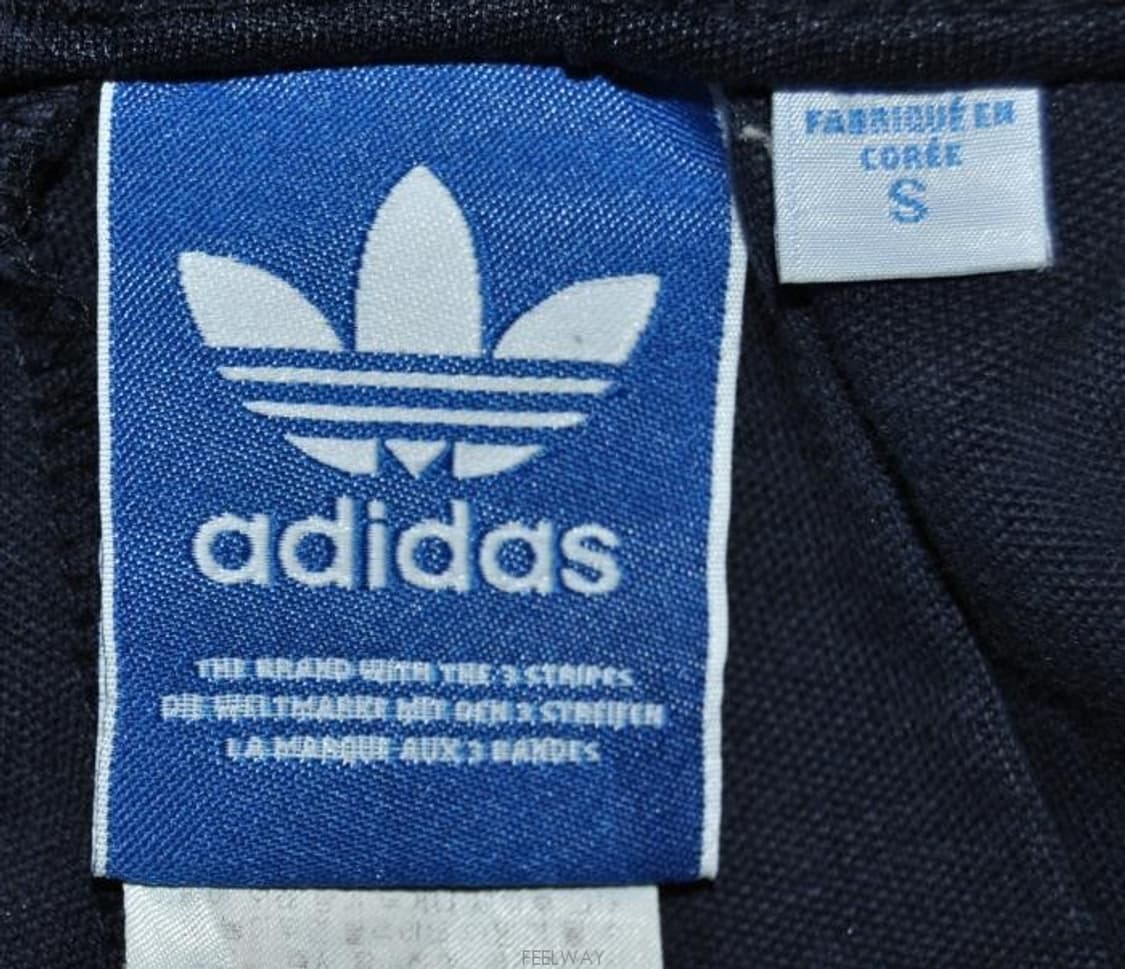 adidas
THE BRAND WITH THE 3 STRIPES
DIE WELTMARKE MIT DEN 3 STREIFEN
LA MARQUE AUX 3 BANDES
FABRIQUÉ EN
CORÉE
S
FEELWAY